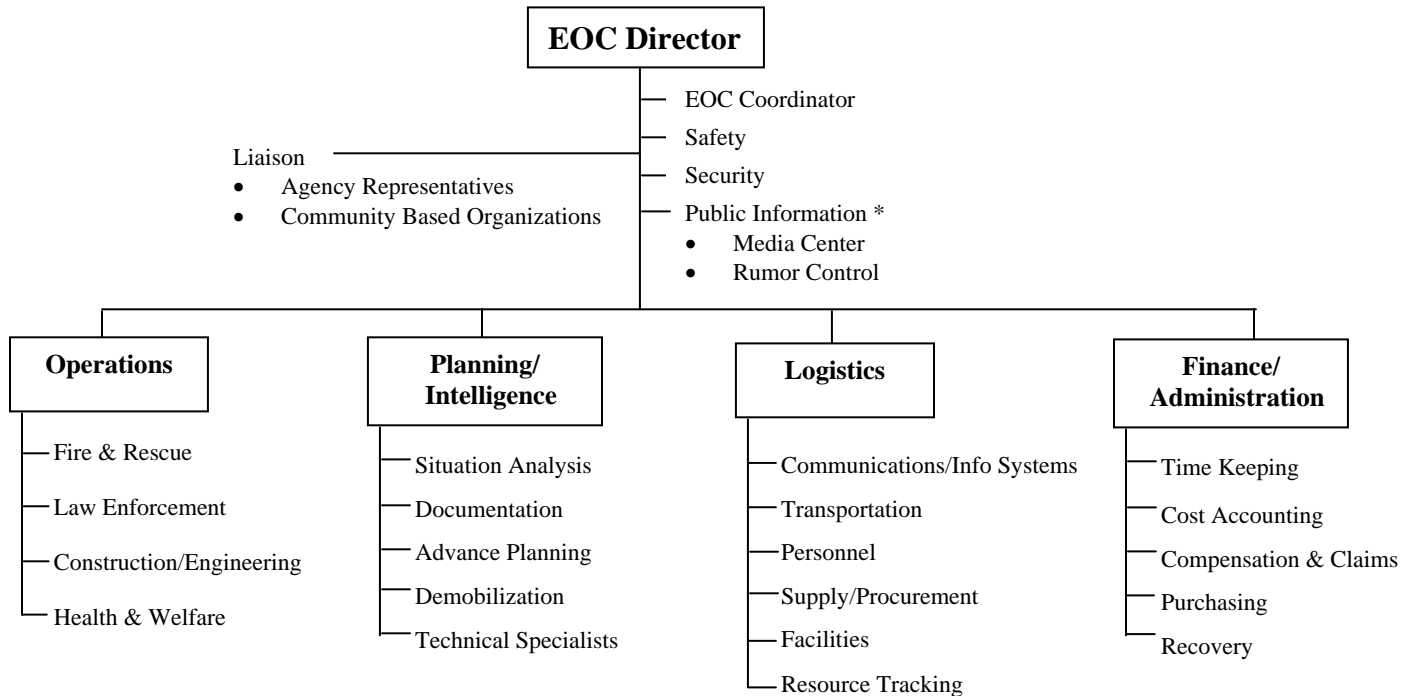 EOC Director
EOC Coordinator
Safety
Security
Public Information *
• Media Center
• Rumor Control
Liaison
• Agency Representatives
• Community Based Organizations
Operations
Fire & Rescue
Law Enforcement
Construction/Engineering
Health & Welfare
Planning/
Intelligence
Situation Analysis
Documentation
Advance Planning
Demobilization
Technical Specialists
Logistics
Communications/Info Systems
Transportation
Personnel
Supply/Procurement
Facilities
Resource Tracking
Finance/
Administration
Time Keeping
Cost Accounting
Compensation & Claims
Purchasing
Recovery